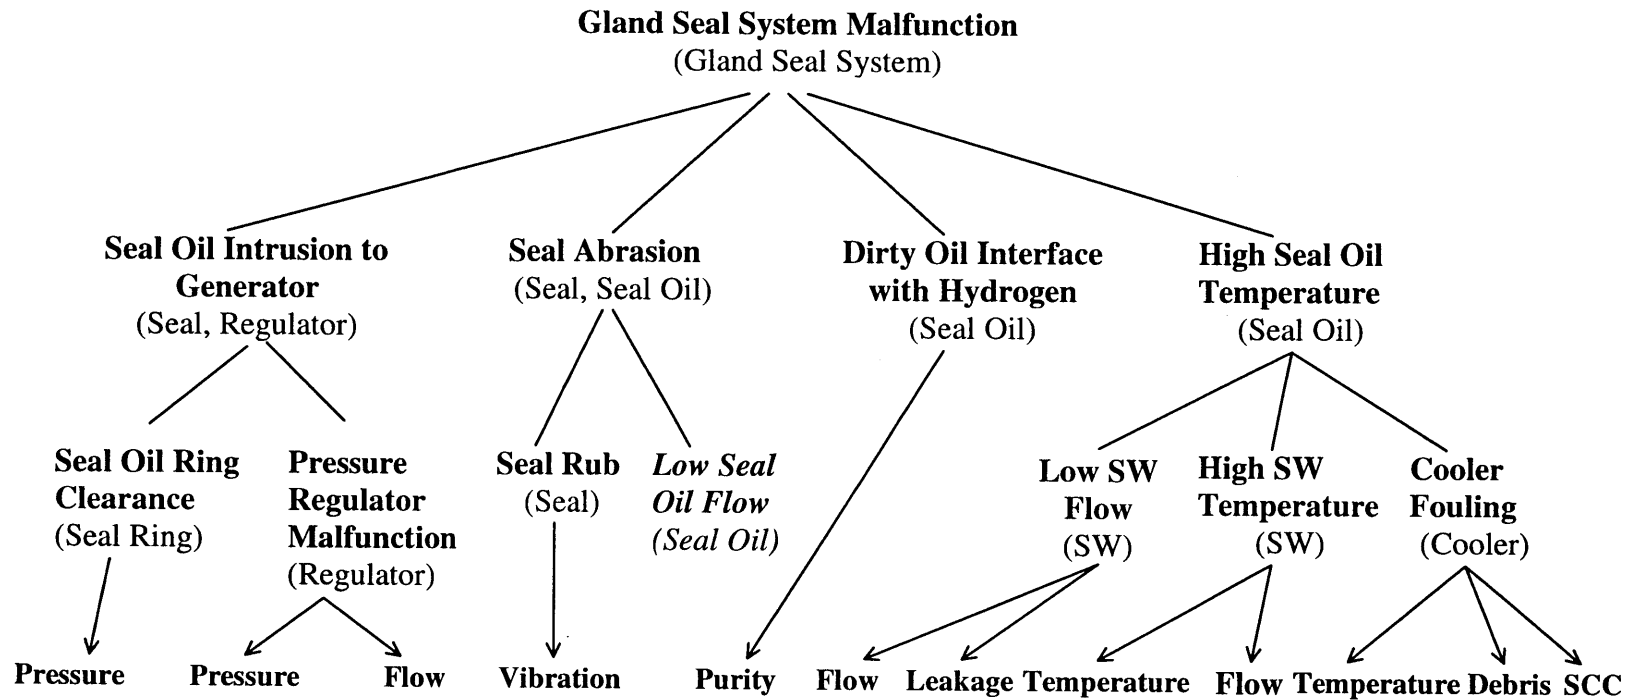 Gland Seal System Malfunction
(Gland Seal System)
Seal Oil Intrusion to
Generator
(Seal, Regulator)
Seal Abrasion
(Seal, Seal Oil)
Dirty Oil Interface
with Hydrogen
(Seal Oil)
High Seal Oil
Temperature
(Seal Oil)
Seal Oil Ring
Clearance
(Seal Ring)
Pressure
Regulator
Malfunction
(Regulator)
Seal Rub
(Seal)
Low Seal
Oil Flow
(Seal Oil)
Low SW
Flow
(SW)
High SW
Temperature
(SW)
Cooler
Fouling
(Cooler)
Pressure
Pressure
Flow
Vibration
Purity
Flow
Leakage
Temperature
Flow
Temperature
Debris
SCC